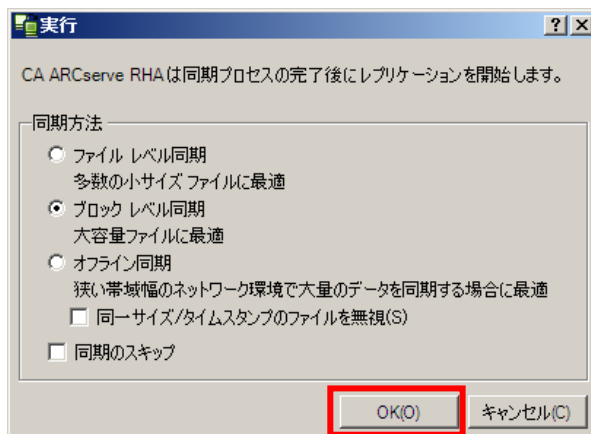 実行
CA ARCserve RHAは同期プロセスの完了後にレプリケーションを開始します。
同期方法
ファイル レベル同期
多数の小サイズ ファイルに最適
ブロック レベル同期
大容量ファイルに最適
オフライン同期
狭い帯域幅のネットワーク環境で大量のデータを同期する場合に最適
同一サイズ/タイムスタンプのファイルを無視(S)
同期のスキップ
OK(O)
キャンセル(C)